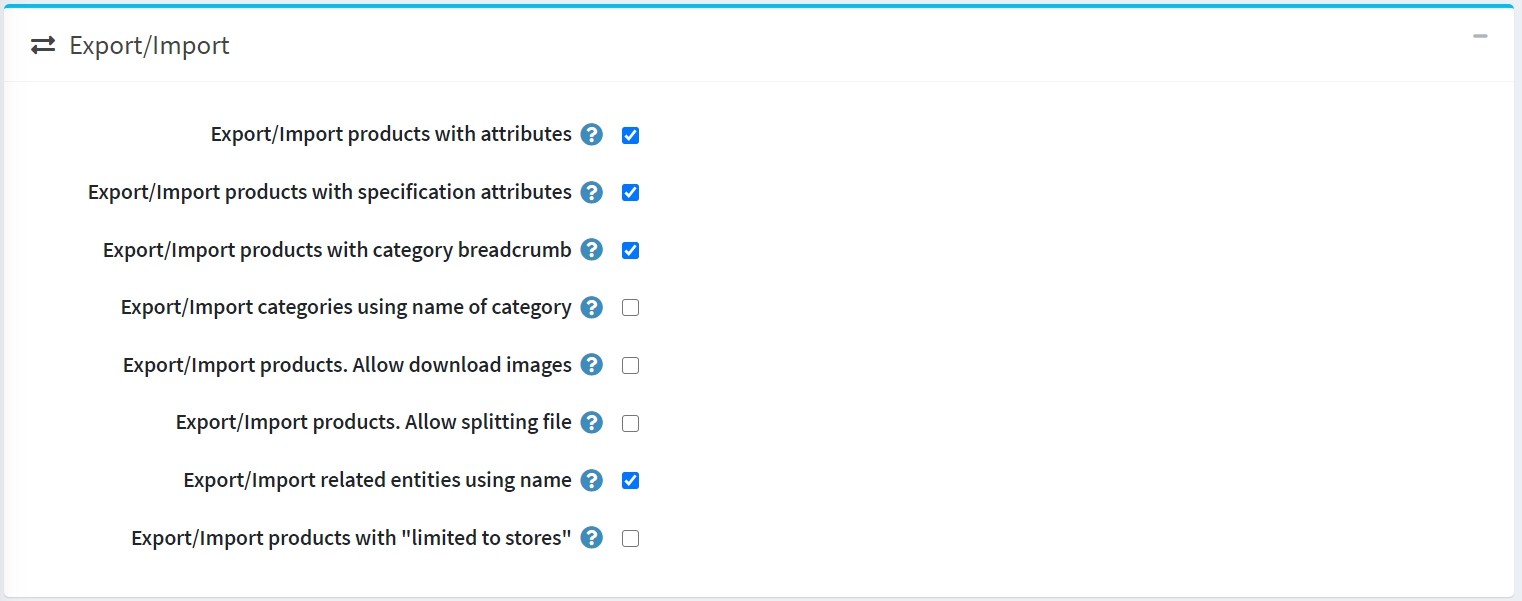 Export/Import
Export/Import products with attributes
Export/Import products with specification attributes
Export/Import products with category breadcrumb
Export/Import categories using name of category
Export/Import products. Allow download images
Export/Import products. Allow splitting file
Export/Import related entities using name
Export/Import products with "limited to stores"